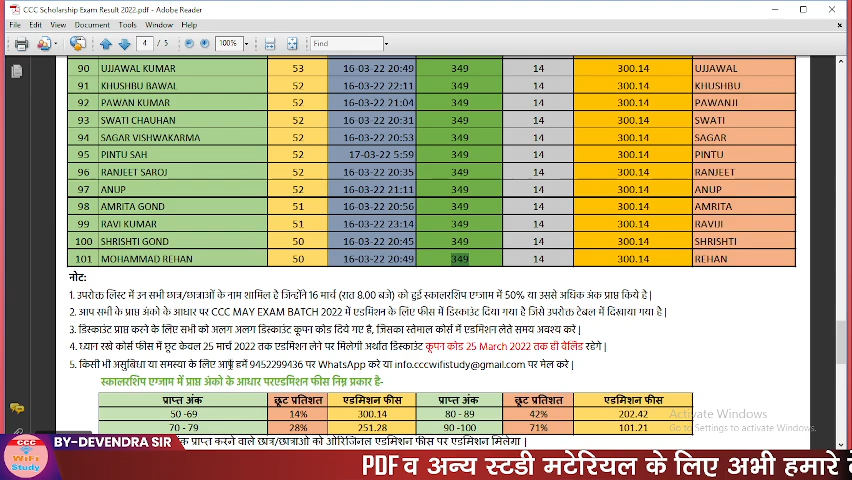 CCC Scholarship Exam Result 2022.pdf - Adobe Reader
File Edit View Document Tools Window Help
4 / 5 100% Find
90 UJJAWAL KUMAR 53 16-03-22 20:49 349 14 300.14 UJJAWAL
91 KHUSHBU BAWAL 52 16-03-22 22:11 349 14 300.14 KHUSHBU
92 PAWAN KUMAR 52 16-03-22 21:04 349 14 300.14 PAWANJI
93 SWATI CHAUHAN 52 16-03-22 20:31 349 14 300.14 SWATI
94 SAGAR VISHWAKARMA 52 16-03-22 20:53 349 14 300.14 SAGAR
95 PINTU SAH 52 17-03-22 5:59 349 14 300.14 PINTU
96 RANJEET SAROJ 52 16-03-22 20:35 349 14 300.14 RANJEET
97 ANUP 52 16-03-22 21:11 349 14 300.14 ANUP
98 AMRITA GOND 51 16-03-22 20:56 349 14 300.14 AMRITA
99 RAVI KUMAR 51 16-03-22 23:14 349 14 300.14 RAVIJI
100 SHRISHTI GOND 50 16-03-22 20:45 349 14 300.14 SHRISHTI
101 MOHAMMAD REHAN 50 16-03-22 20:49 349 14 300.14 REHAN
नोट:
1. उपरोक्त लिस्ट में उन सभी छात्र/छात्राओं के नाम शामिल है जिन्होंने 16 मार्च (रात 8.00 बजे) को हुई स्कालरशिप एग्जाम में 50% या उससे अधिक अंक प्राप्त किये है |
2. आप सभी के प्राप्त अंको के आधार पर CCC MAY EXAM BATCH 2022 में एडमिशन के लिए फीस में डिस्काउंट दिया गया है जिसे उपरोक्त टेबल में दिखाया गया है |
3. डिस्काउंट प्राप्त करने के लिए सभी को अलग अलग डिस्काउंट कूपन कोड दिये गए है, जिसका स्तेमाल कोर्स में एडमिशन लेते समय अवश्य करे |
4. ध्यान रखे कोर्स फीस में छूट केवल 25 मार्च 2022 तक एडमिशन लेने पर मिलेगी अर्थात डिस्काउंट कूपन कोड 25 March 2022 तक ही वैलिड रहेगे |
5. किसी भी असुबिधा या समस्या के लिए आप हमें 9452299436 पर WhatsApp करे या info.cccwifistudy@gmail.com पर मेल करे |
स्कालरशिप एग्जाम में प्राप्त अंको के आधार परएडमिशन फीस निम्न प्रकार है-
प्राप्त अंक छूट प्रतिशत एडमिशन फीस प्राप्त अंक छूट प्रतिशत एडमिशन फीस
50 -69 14% 300.14 80 - 89 42% 202.42
70 - 79 28% 251.28 90 -100 71% 101.21
Activate Windows
Go to Settings to activate Windows.
क प्राप्त करने वाले छात्र/छात्राओ को ओरिजिनल एडमिशन फीस पर एडमिशन मिलेगा |
BY-DEVENDRA SIR
CCC
WiFi
Study
PDF व अन्य स्टडी मटेरियल के लिए अभी हमारे